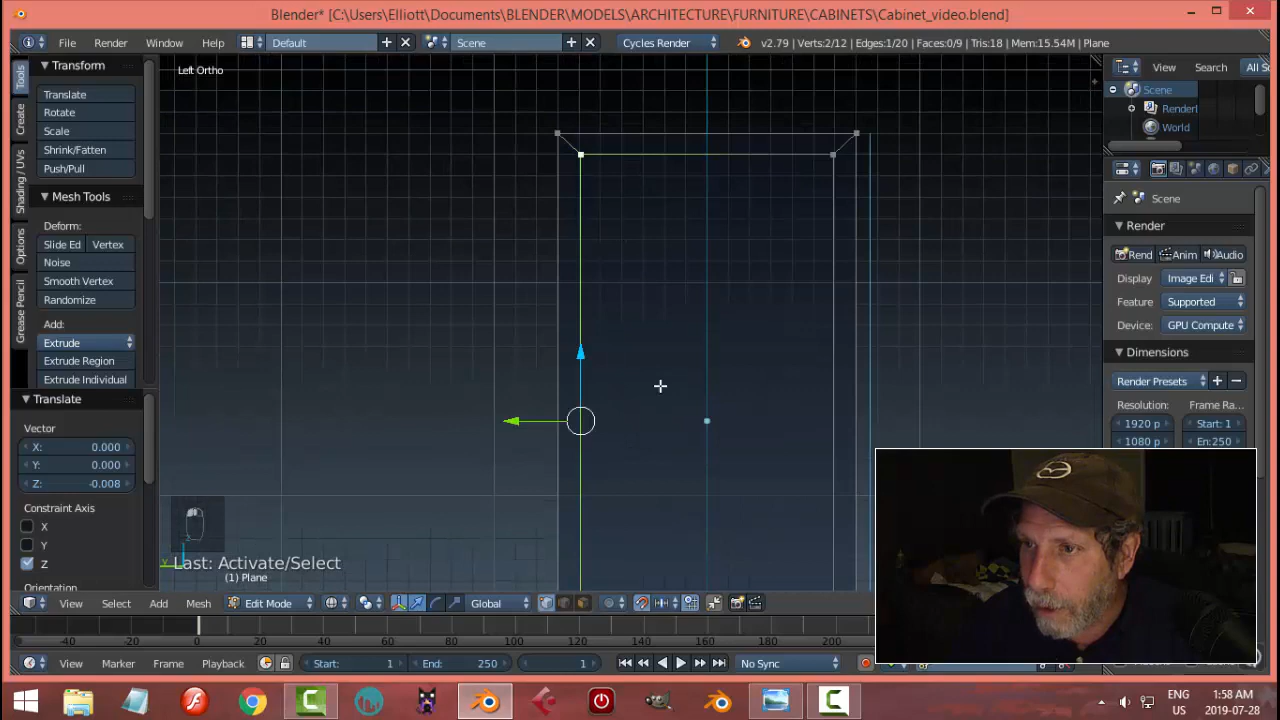 Blender* [C:\Users\Elliott\Documents\BLENDER\MODELS\ARCHITECTURE\FURNITURE\CABINETS\Cabinet_video.blend]
File Render Window Help Default Scene Cycles Render v2.79 | Verts:2/12 | Edges:1/20 | Faces:0/9 | Tris:18 | Mem:15.54M | Plane
Tools
Create
Shading / UVs
Options
Grease Pencil
Transform
Translate
Rotate
Scale
Shrink/Fatten
Push/Pull
Mesh Tools
Deform:
Slide Ed Vertex
Noise
Smooth Vertex
Randomize
Add:
Extrude
Extrude Region
Extrude Individual
Translate
Vector
X: 0.000
Y: 0.000
Z: -0.008
Constraint Axis
X
Y
Z
Orientation
Left Ortho
Last: Activate/Select
(1) Plane
View Select Add Mesh Edit Mode Global
-40 -20 0 20 40 60 80 100 120 140 160 180 200
View Marker Frame Playback Start: 1 End: 250 1 No Sync
View Search All S
Scene
Renderl
World
Scene
Render
Rend Anim Audio
Display Image Edi
Feature Supported
Device: GPU Compute
Dimensions
Render Presets
Resolution: Frame Ra...
1920 p Start: 1
1080 p En:250
ENG
US
1:58 AM
2019-07-28